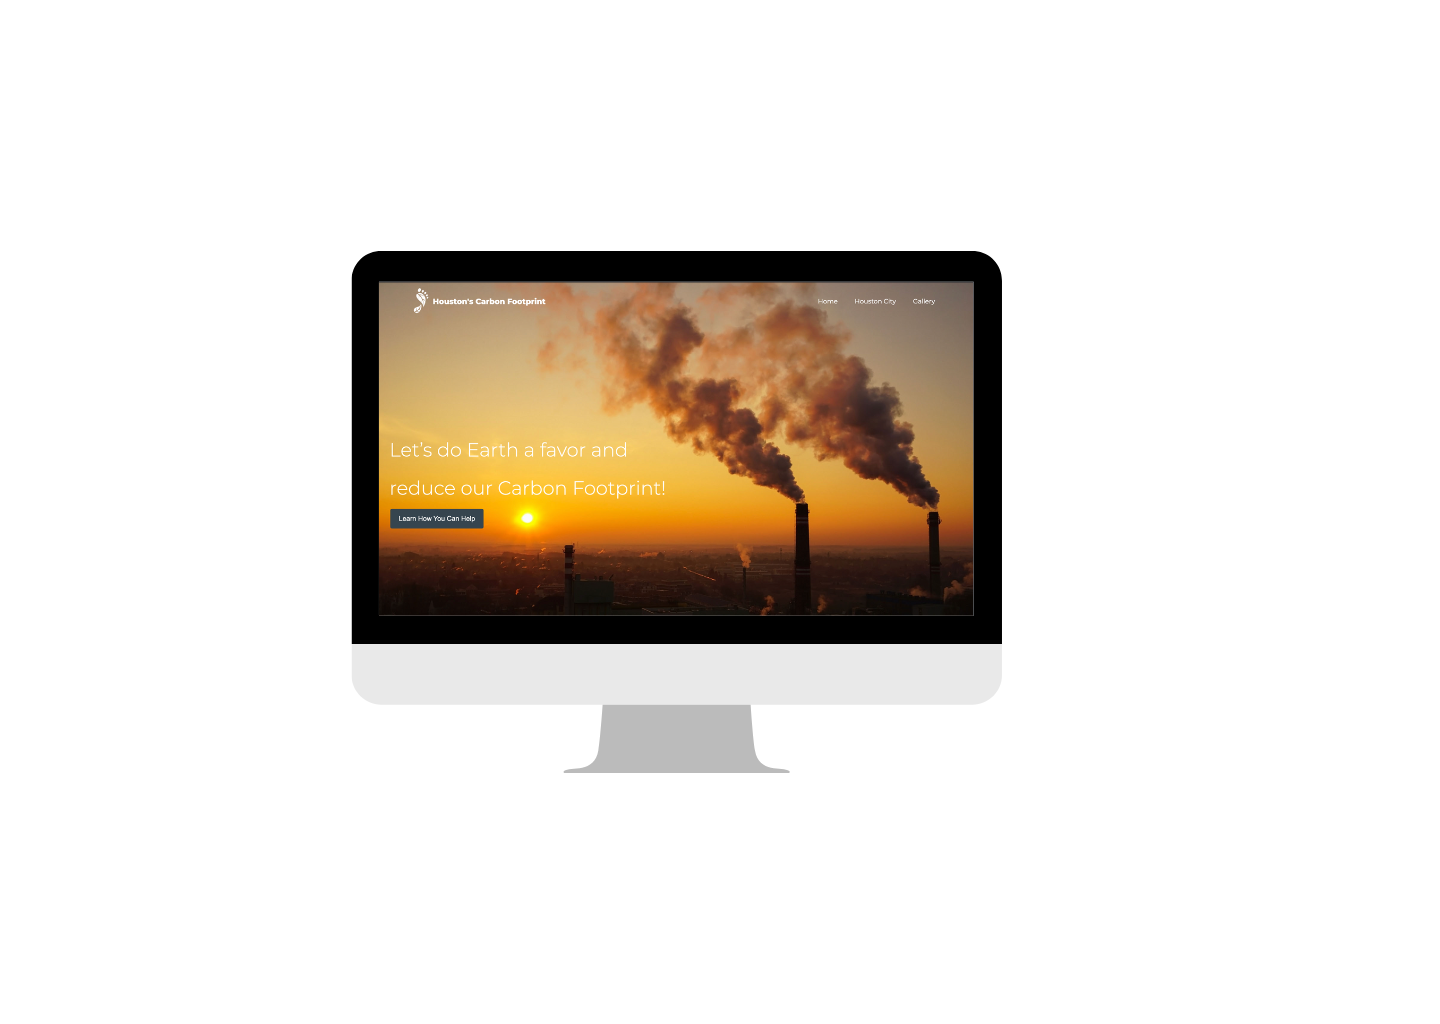 Houston's Carbon Footprint
Home Houston City Gallery
Let's do Earth a favor and
reduce our Carbon Footprint!
Learn How You Can Help